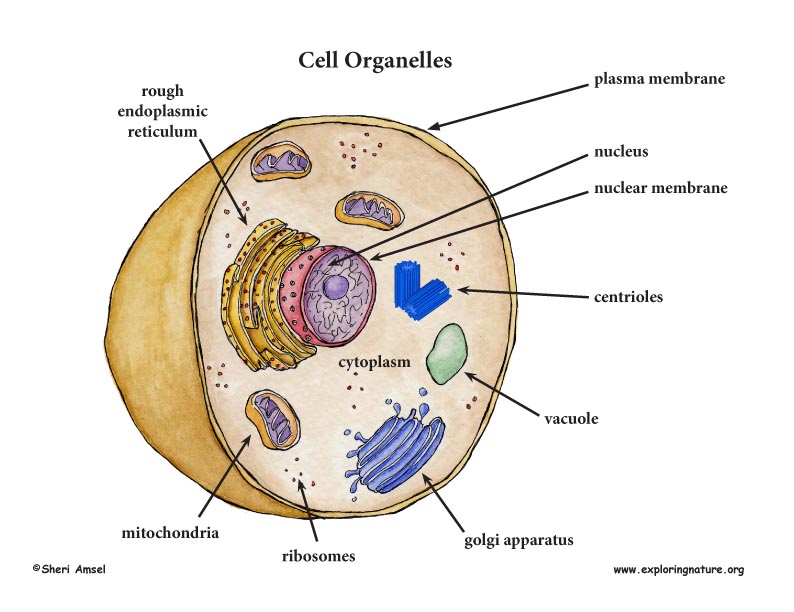 Cell Organelles
plasma membrane
rough
endoplasmic
reticulum
nucleus
nuclear membrane
centrioles
cytoplasm
vacuole
mitochondria
golgi apparatus
ribosomes
©Sheri Amsel
www.exploringnature.org